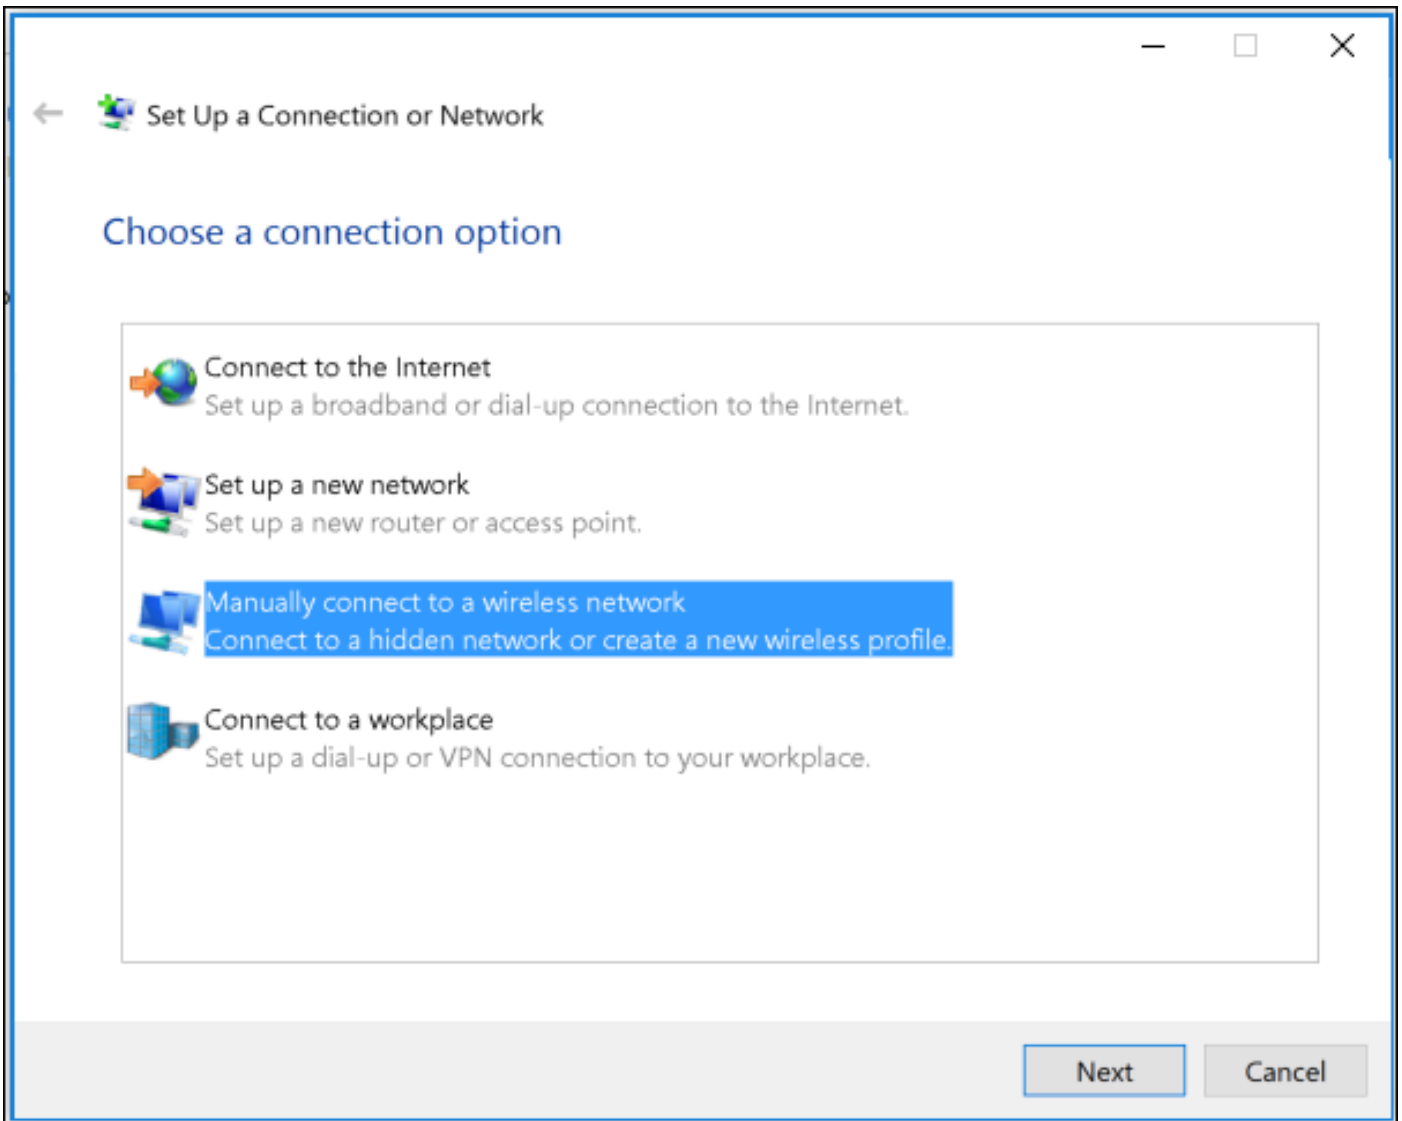 Set Up a Connection or Network
Choose a connection option
Connect to the Internet
Set up a broadband or dial-up connection to the Internet.
Set up a new network
Set up a new router or access point.
Manually connect to a wireless network
Connect to a hidden network or create a new wireless profile.
Connect to a workplace
Set up a dial-up or VPN connection to your workplace.
Next
Cancel